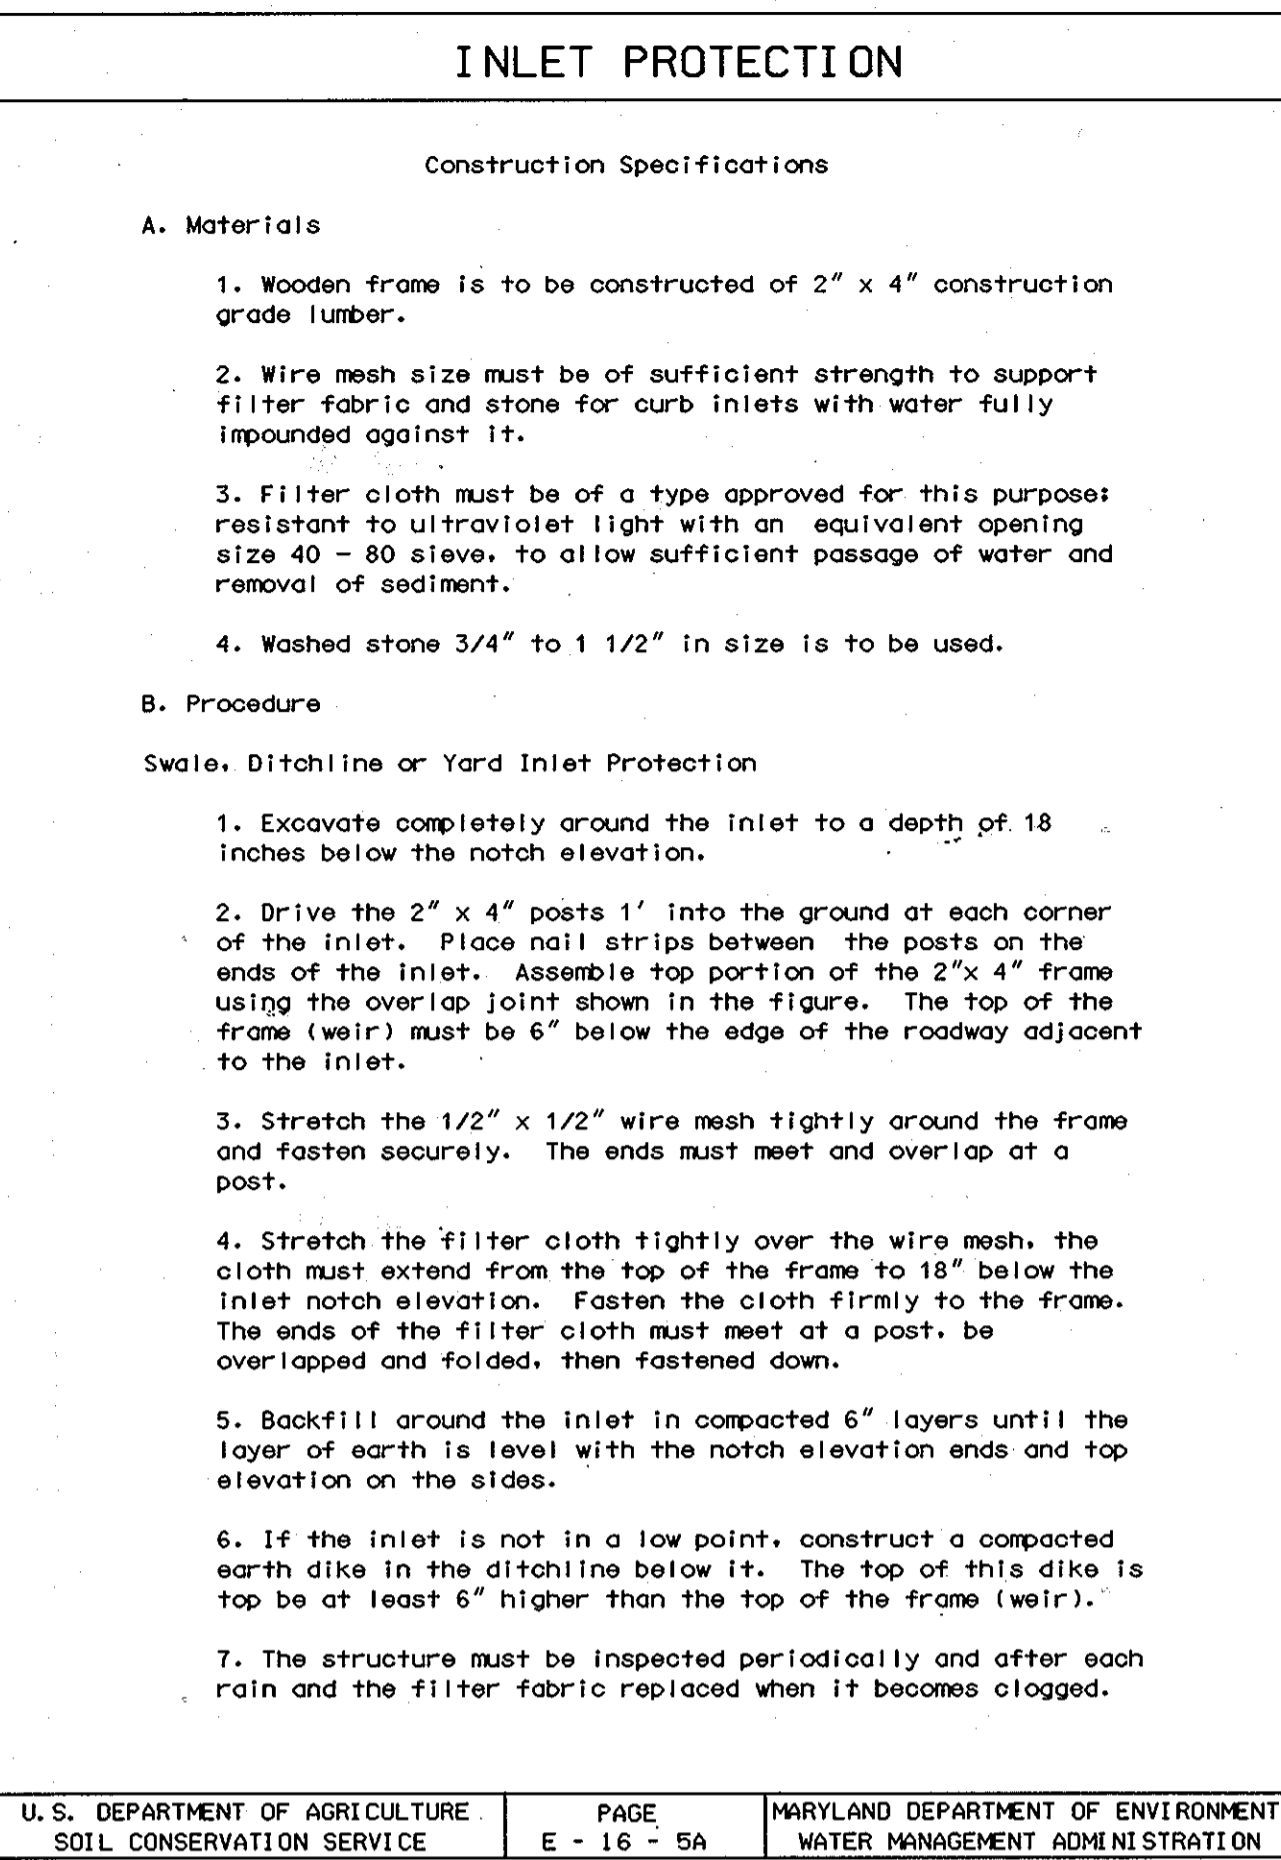 INLET PROTECTION
Construction Specifications
A. Materials
1. Wooden frame is to be constructed of 2" x 4" construction
grade lumber.
2. Wire mesh size must be of sufficient strength to support
filter fabric and stone for curb inlets with water fully
impounded against it.
3. Filter cloth must be of a type approved for this purpose;
resistant to ultraviolet light with an equivalent opening
size 40 - 80 sieve, to allow sufficient passage of water and
removal of sediment.
4. Washed stone 3/4" to 1 1/2" in size is to be used.
B. Procedure
Swale, Ditchline or Yard Inlet Protection
1. Excavate completely around the inlet to a depth of 18
inches below the notch elevation.
2. Drive the 2" x 4" posts 1' into the ground at each corner
of the inlet. Place nail strips between the posts on the
ends of the inlet. Assemble top portion of the 2"x 4" frame
using the overlap joint shown in the figure. The top of the
frame (weir) must be 6" below the edge of the roadway adjacent
to the inlet.
3. Stretch the 1/2" x 1/2" wire mesh tightly around the frame
and fasten securely. The ends must meet and overlap at a
post.
4. Stretch the filter cloth tightly over the wire mesh, the
cloth must extend from the top of the frame to 18" below the
inlet notch elevation. Fasten the cloth firmly to the frame.
The ends of the filter cloth must meet at a post, be
overlapped and folded, then fastened down.
5. Backfill around the inlet in compacted 6" layers until the
layer of earth is level with the notch elevation ends and top
elevation on the sides.
6. If the inlet is not in a low point, construct a compacted
earth dike in the ditchline below it. The top of this dike is
top be at least 6" higher than the top of the frame (weir).
7. The structure must be inspected periodically and after each
rain and the filter fabric replaced when it becomes clogged.
U.S. DEPARTMENT OF AGRICULTURE
SOIL CONSERVATION SERVICE
PAGE
E - 16 - 5A
MARYLAND DEPARTMENT OF ENVIRONMENT
WATER MANAGEMENT ADMINISTRATION